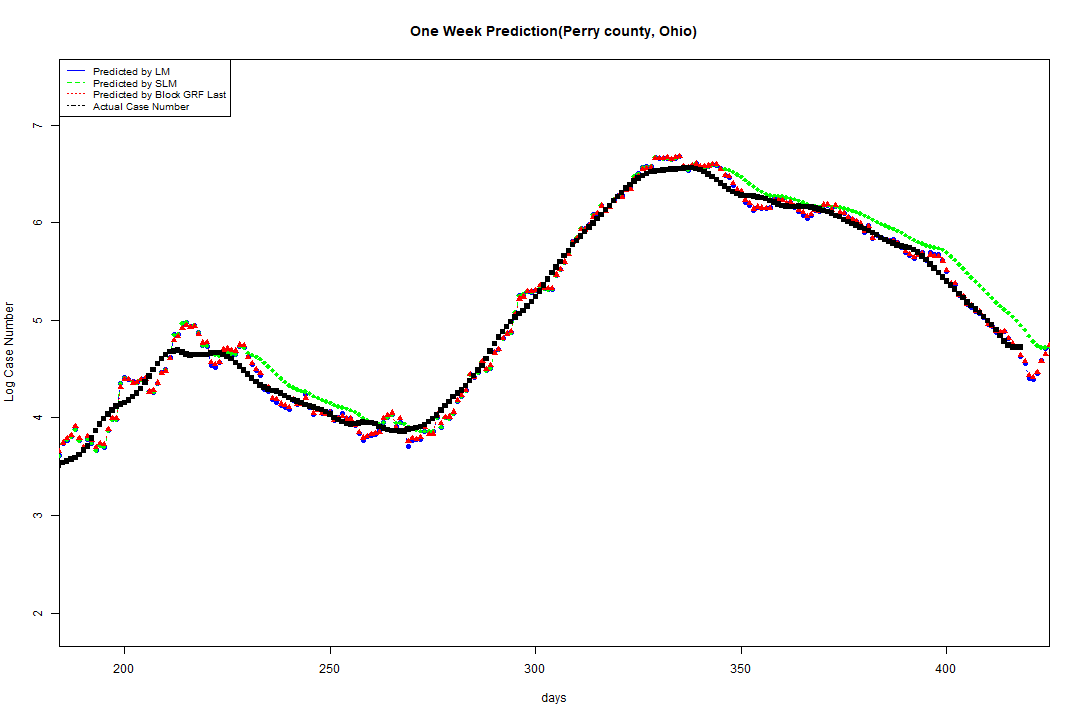 One Week Prediction(Perry county, Ohio)
Predicted by LM
Predicted by SLM
Predicted by Block GRF Last
Actual Case Number
7
6
5
4
3
2
Log Case Number
200
250
300
350
400
days